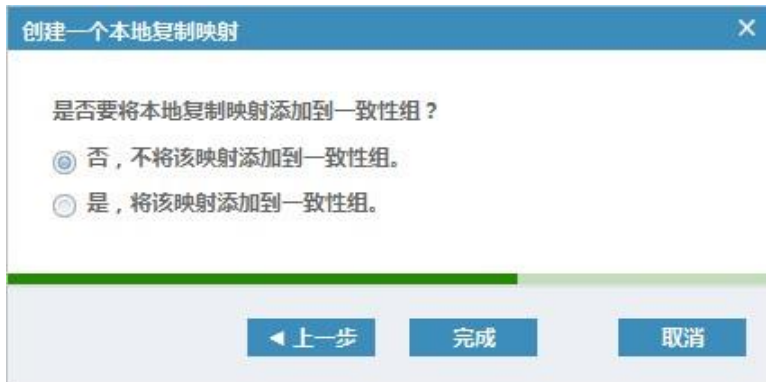 创建一个本地复制映射
是否要将本地复制映射添加到一致性组？
否，不将该映射添加到一致性组。
是，将该映射添加到一致性组。
上一步 完成 取消